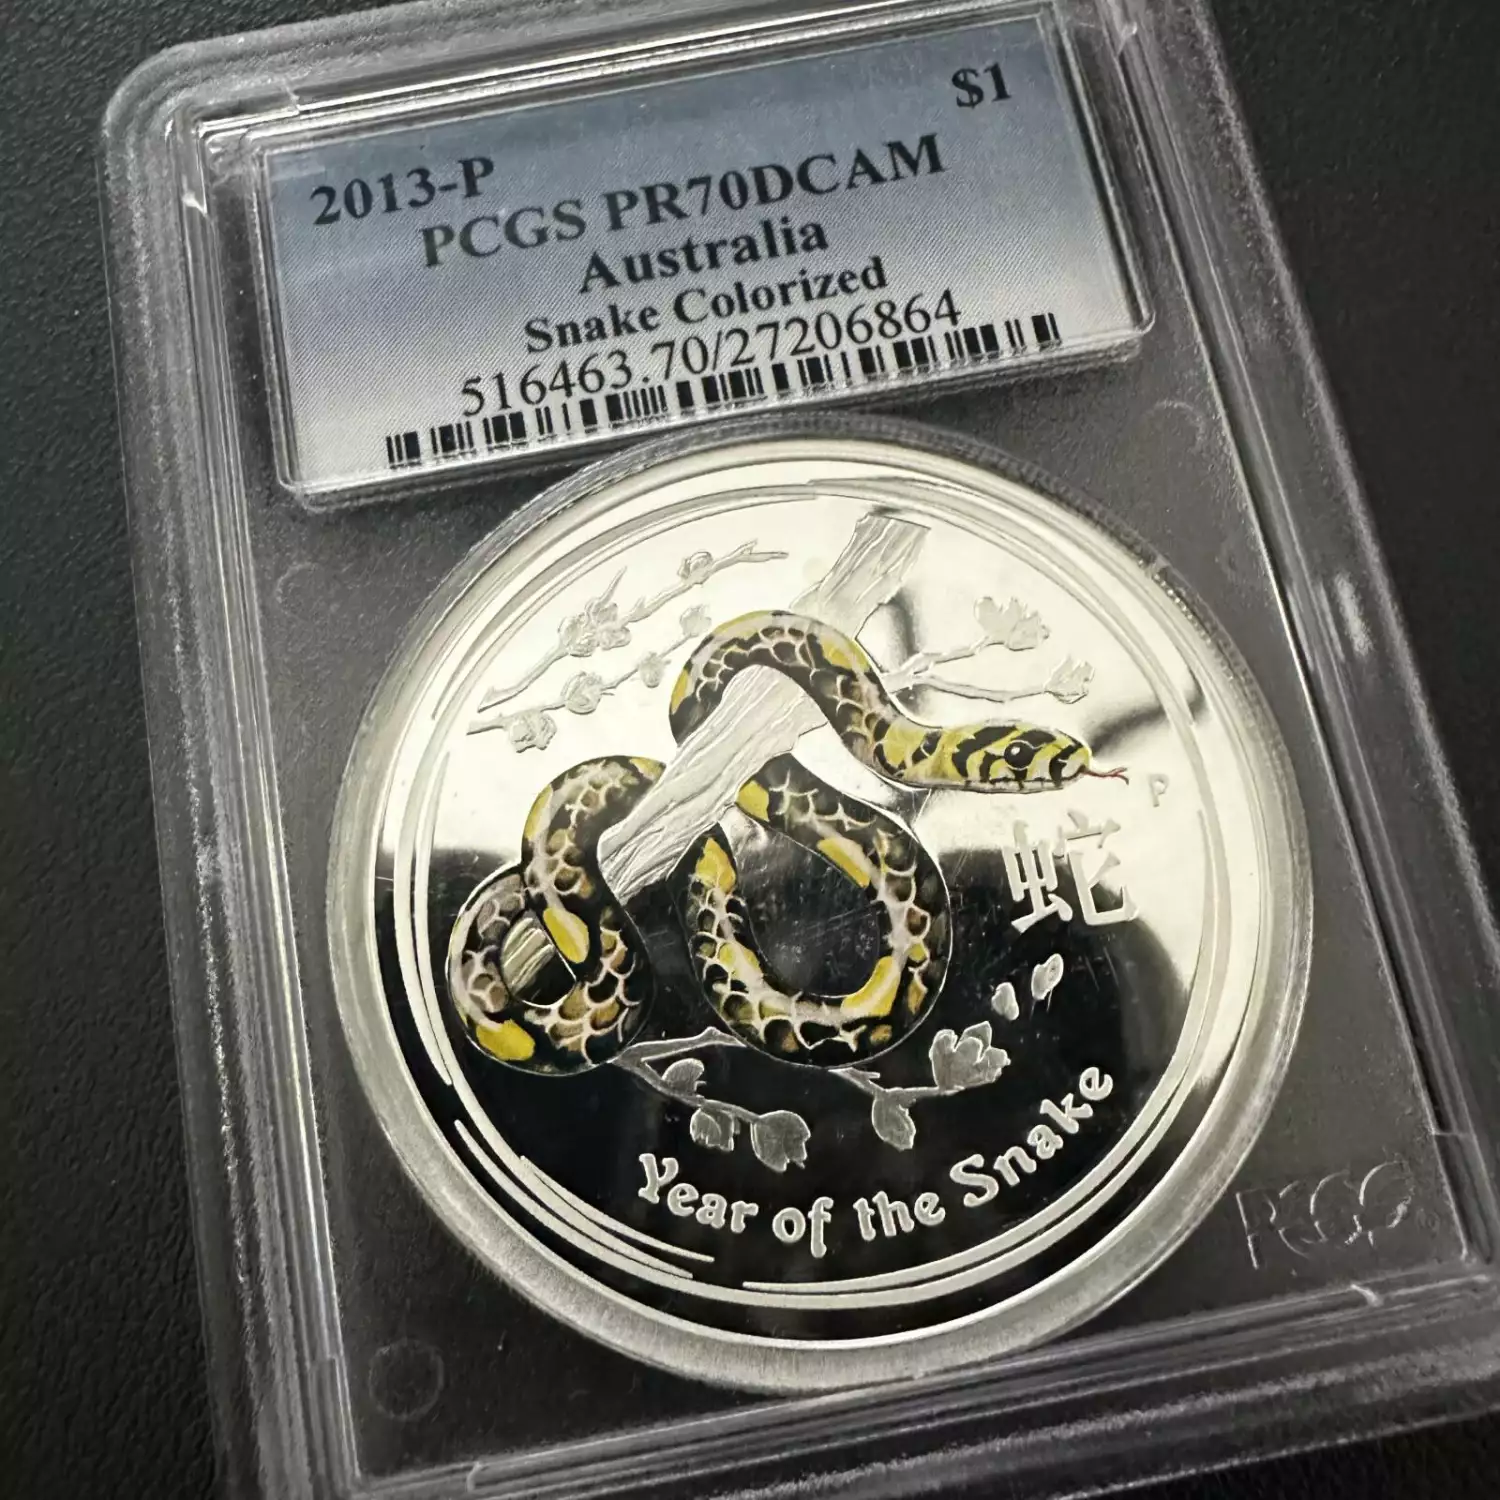 $1
2013-P
PCGS PR70DCAM
Australia
Snake Colorized
516463.70/27206864
P
蛇
Year of the Snake
PCGS